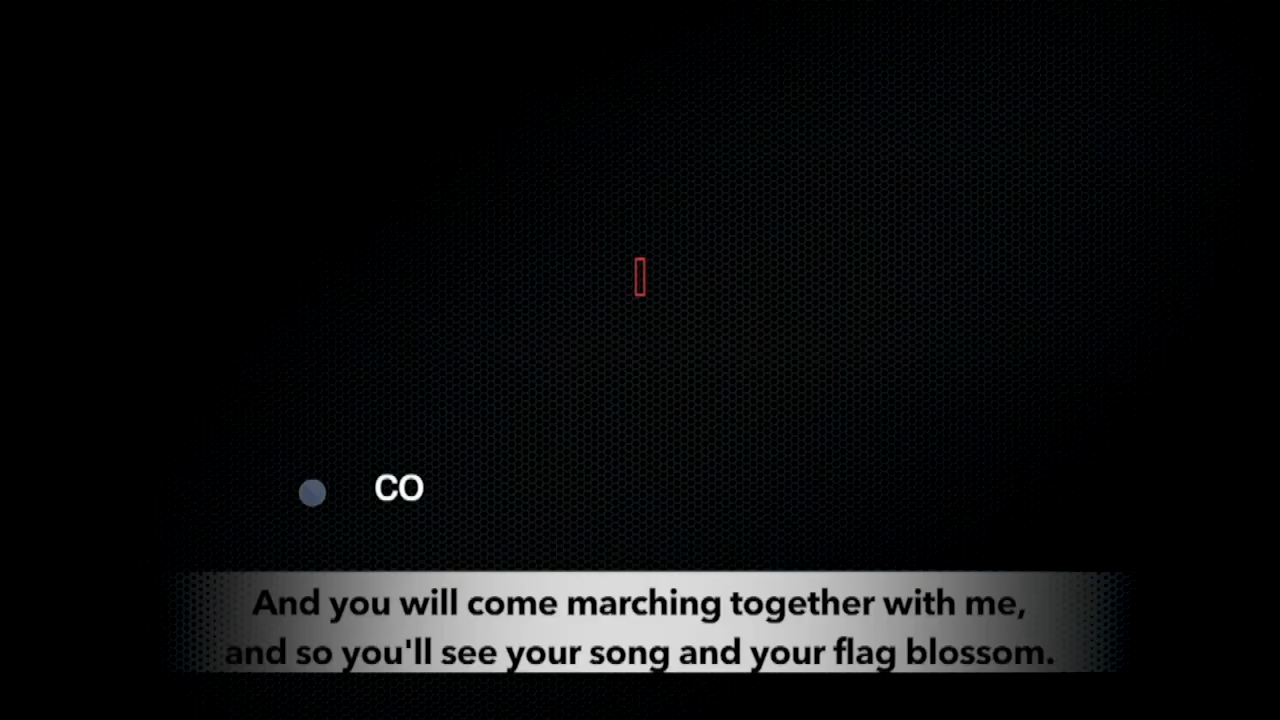 CO
And you will come marching together with me,
and so you'll see your song and your flag blossom.